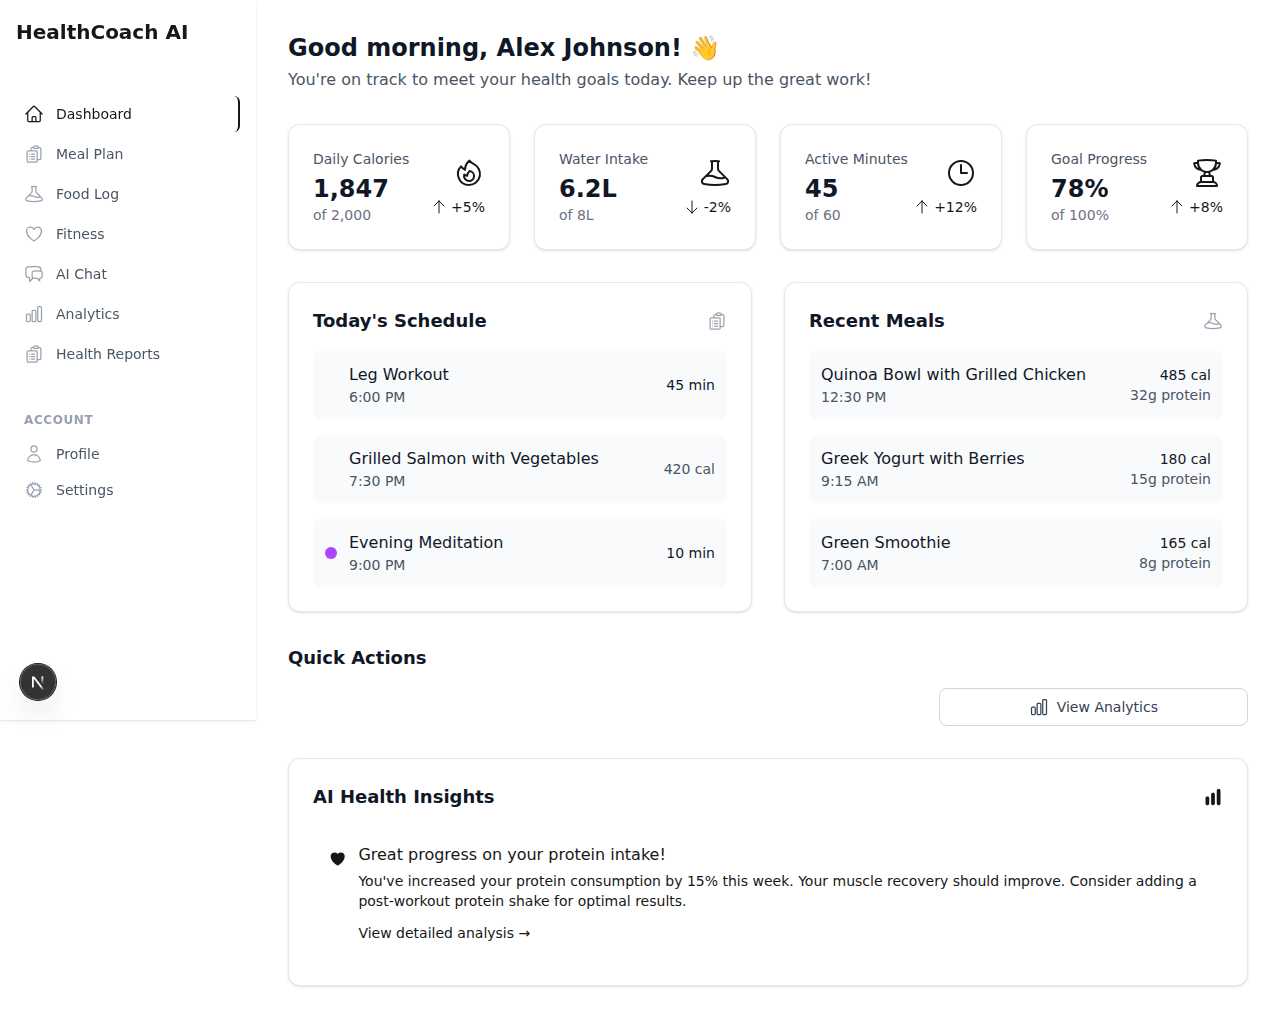 HealthCoach AI
Dashboard
Meal Plan
Food Log
Fitness
AI Chat
Analytics
Health Reports
ACCOUNT
Profile
Settings
N
Good morning, Alex Johnson! 👋
You're on track to meet your health goals today. Keep up the great work!
Daily Calories
1,847
of 2,000
+5%
Water Intake
6.2L
of 8L
-2%
Active Minutes
45
of 60
+12%
Goal Progress
78%
of 100%
+8%
Today's Schedule
Leg Workout
6:00 PM
45 min
Grilled Salmon with Vegetables
7:30 PM
420 cal
Evening Meditation
9:00 PM
10 min
Recent Meals
Quinoa Bowl with Grilled Chicken
12:30 PM
485 cal
32g protein
Greek Yogurt with Berries
9:15 AM
180 cal
15g protein
Green Smoothie
7:00 AM
165 cal
8g protein
Quick Actions
View Analytics
AI Health Insights
Great progress on your protein intake!
You've increased your protein consumption by 15% this week. Your muscle recovery should improve. Consider adding a
post-workout protein shake for optimal results.
View detailed analysis →